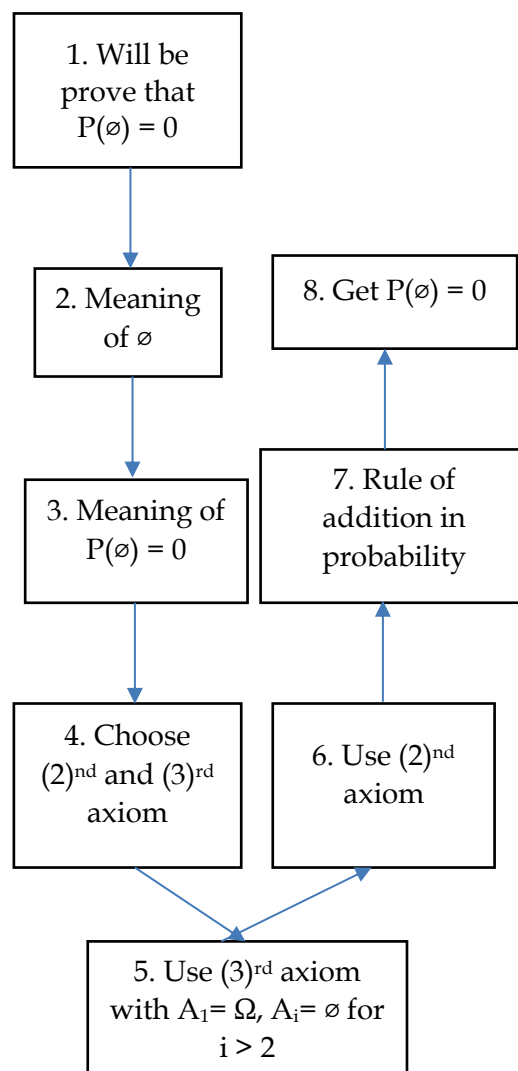 1. Will be
prove that
P(∅) = 0
2. Meaning
of ∅
3. Meaning of
P(∅) = 0
4. Choose
(2)ⁿᵈ and (3)ʳᵈ
axiom
5. Use (3)ʳᵈ axiom
with A₁= Ω, Aᵢ= ∅ for
i > 2
6. Use (2)ⁿᵈ
axiom
7. Rule of
addition in
probability
8. Get P(∅) = 0